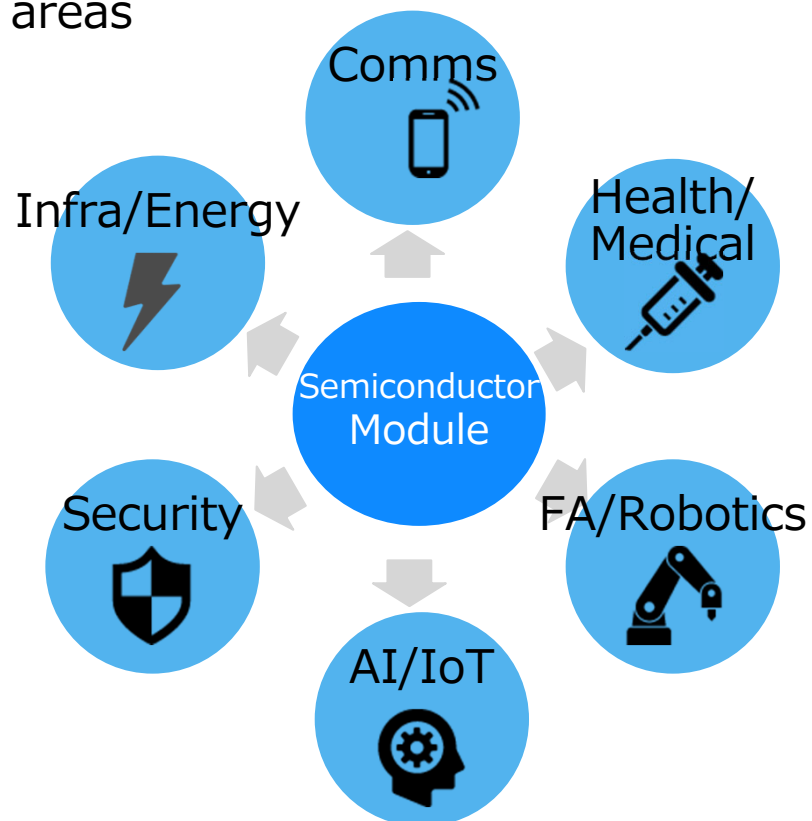 areas
Comms
Infra/Energy
Health/
Medical
Semiconductor
Module
Security
FA/Robotics
AI/IoT